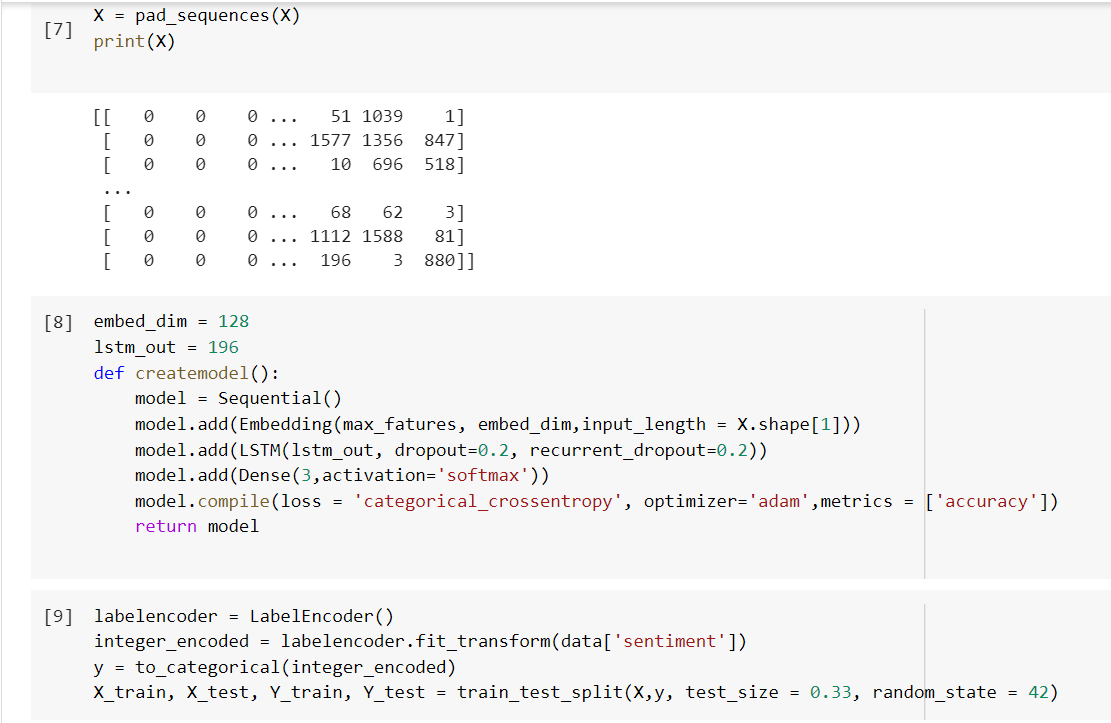 X = pad_sequences(X)
[7]
print(X)
[[   0    0    0 ...   51 1039    1]
[   0    0    0 ... 1577 1356  847]
[   0    0    0 ...   10  696  518]
...
[   0    0    0 ...   68   62    3]
[   0    0    0 ... 1112 1588   81]
[   0    0    0 ...  196    3  880]]
[8] embed_dim = 128
lstm_out = 196
def createmodel():
    model = Sequential()
    model.add(Embedding(max_fatures, embed_dim,input_length = X.shape[1]))
    model.add(LSTM(lstm_out, dropout=0.2, recurrent_dropout=0.2))
    model.add(Dense(3,activation='softmax'))
    model.compile(loss = 'categorical_crossentropy', optimizer='adam',metrics = ['accuracy'])
    return model
[9] labelencoder = LabelEncoder()
integer_encoded = labelencoder.fit_transform(data['sentiment'])
y = to_categorical(integer_encoded)
X_train, X_test, Y_train, Y_test = train_test_split(X,y, test_size = 0.33, random_state = 42)